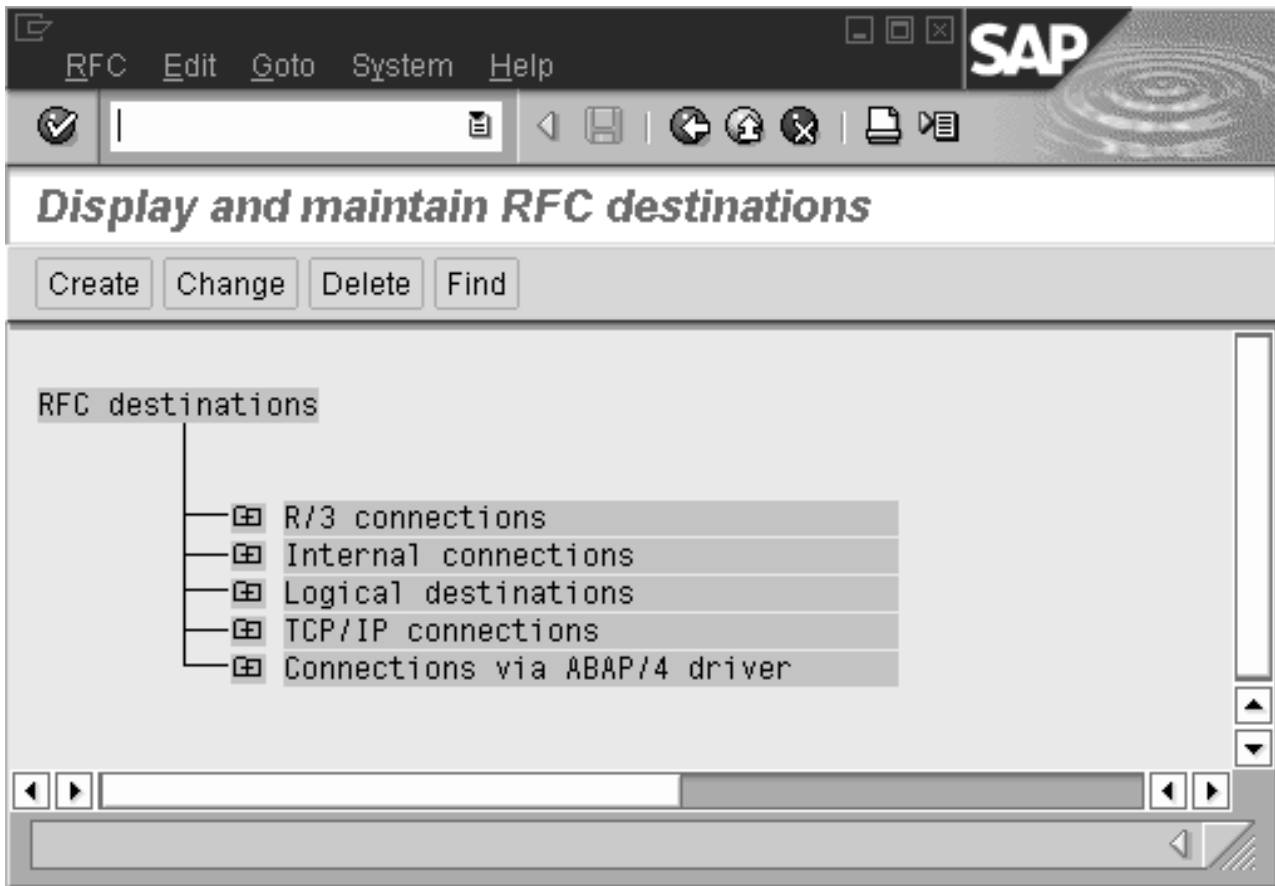 RFC Edit Goto System Help
SAP
Display and maintain RFC destinations
Create Change Delete Find
RFC destinations
R/3 connections
Internal connections
Logical destinations
TCP/IP connections
Connections via ABAP/4 driver